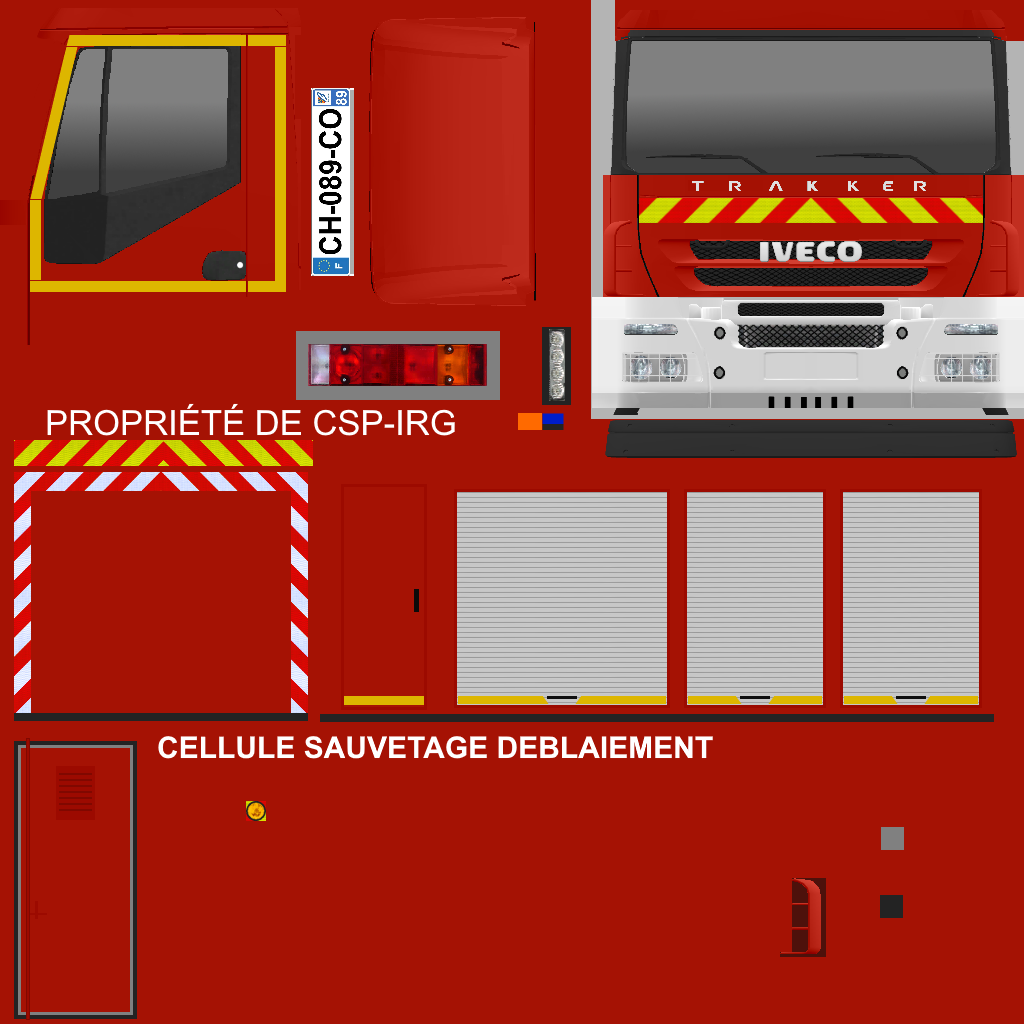 CH-089-CO
89
F
TRAKKER
IVECO
PROPRIÉTÉ DE CSP-IRG
CELLULE SAUVETAGE DEBLAIEMENT